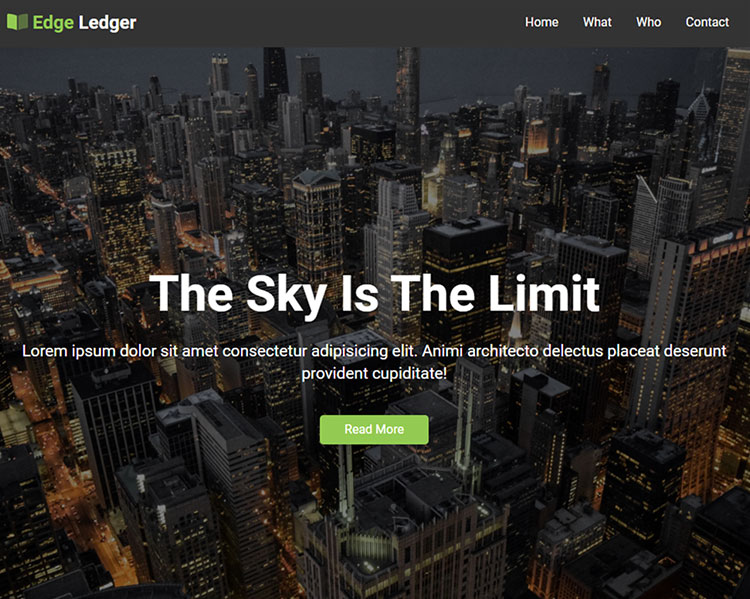 Edge Ledger
Home What Who Contact
The Sky Is The Limit
Lorem ipsum dolor sit amet consectetur adipisicing elit. Animi architecto delectus placeat deserunt
provident cupiditate!
Read More